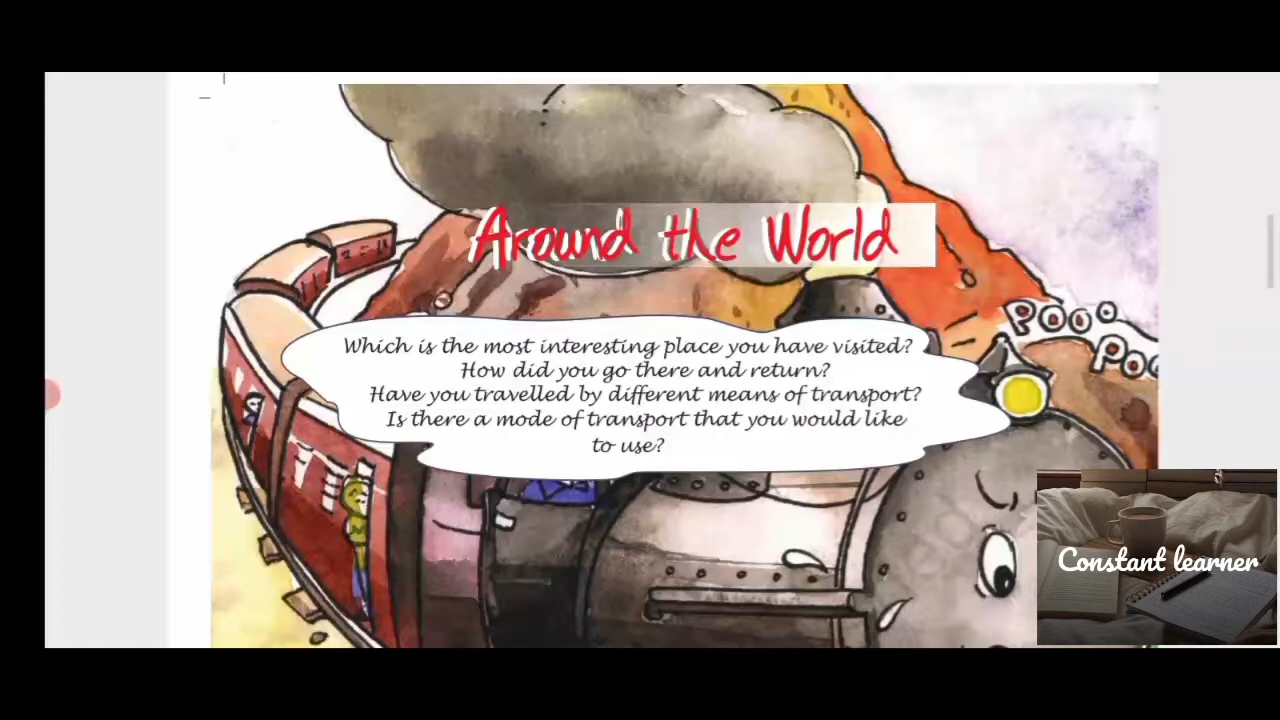 Around the World
Which is the most interesting place you have visited?
How did you go there and return?
Have you travelled by different means of transport?
Is there a mode of transport that you would like
to use?
Pooo
Poo
Constant learner